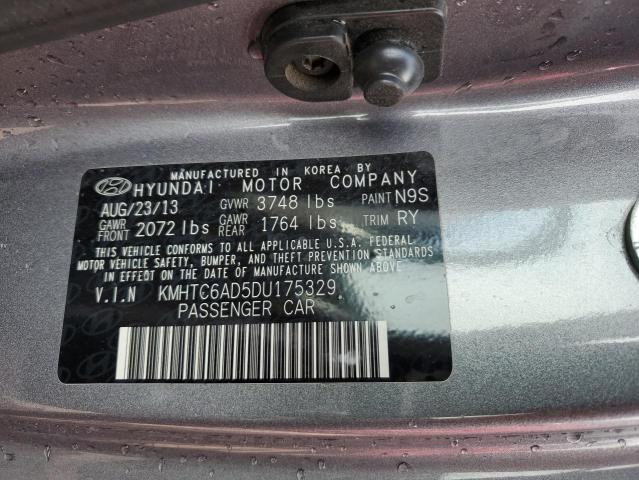 MANUFACTURED IN KOREA BY
HYUNDAI MOTOR COMPANY
AUG/23/13 GVWR 3748 lbs PAINT N9S
GAWR FRONT 2072 lbs GAWR REAR 1764 lbs TRIM RY
THIS VEHICLE CONFORMS TO ALL APPLICABLE U.S.A. FEDERAL
MOTOR VEHICLE SAFETY, BUMPER, AND THEFT PREVENTION STANDARDS
IN EFFECT ON THE DATE OF MANUFACTURE SHOWN ABOVE.
V.I.N KMHTC6AD5DU175329
PASSENGER CAR